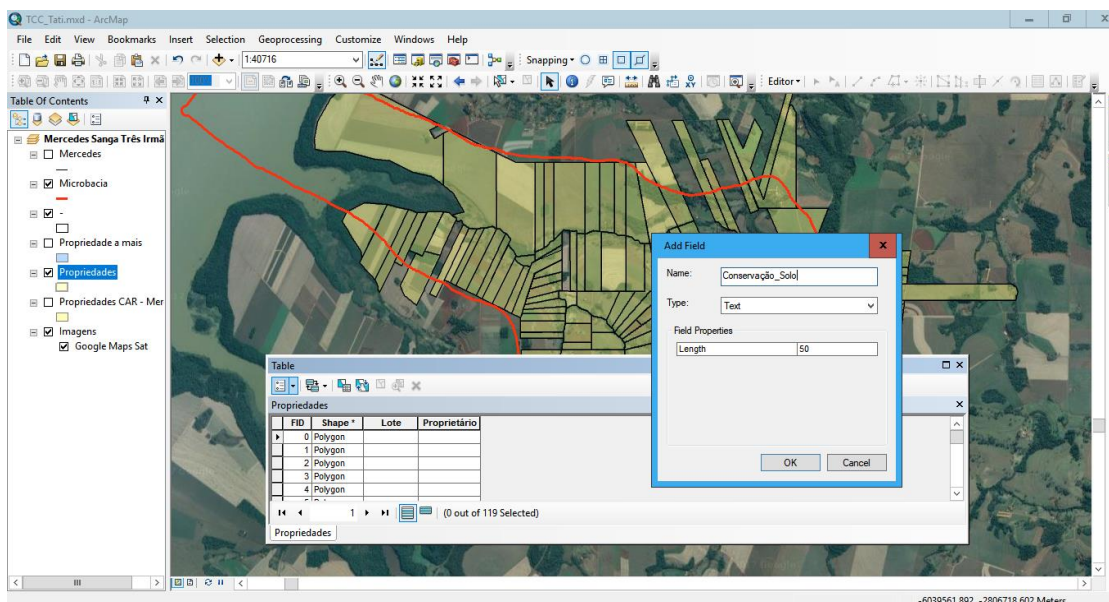 TCC_Tati.mxd - ArcMap
File Edit View Bookmarks Insert Selection Geoprocessing Customize Windows Help
1:40716
Snapping
Editor
Table Of Contents
Mercedes Sanga Três Irmã
Mercedes
Microbacia
-
Propriedade a mais
Propriedades
Propriedades CAR - Mer
Imagens
Google Maps Sat
Add Field
Name: Conservação_Solo
Type: Text
Field Properties
Length 50
OK Cancel
Table
Propriedades
FID Shape * Lote Proprietário
0 Polygon
1 Polygon
2 Polygon
3 Polygon
4 Polygon
1 (0 out of 119 Selected)
Propriedades
-6039561,892 -2806718,602 Meters